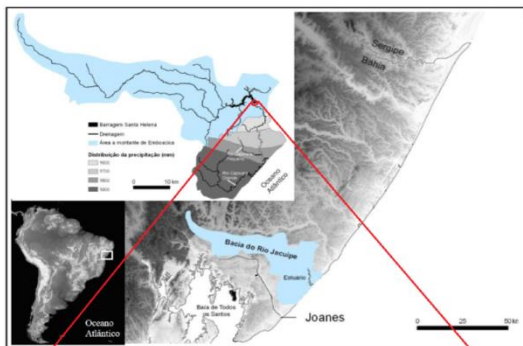 Sergipe
Bahia
Barragem Santa Helena
Drenagem
Área a montante de Emboacica
Distribuição da precipitação (mm)
0
10 km
Oceano
Atlântico
Bacia do Rio Jacuípe
Estuário
Baía de Todos
os Santos
Joanes
Oceano
Atlântico
0
25
50 km